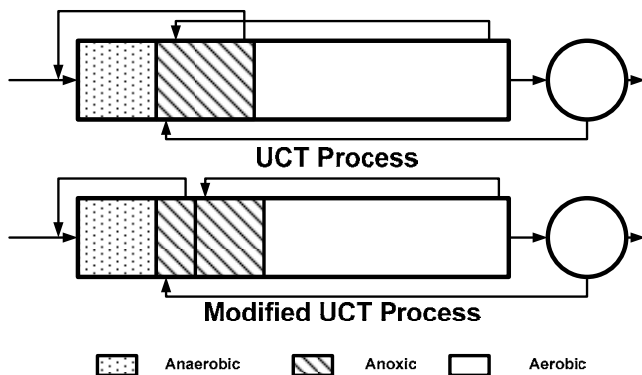 UCT Process
Modified UCT Process
Anaerobic Anoxic Aerobic